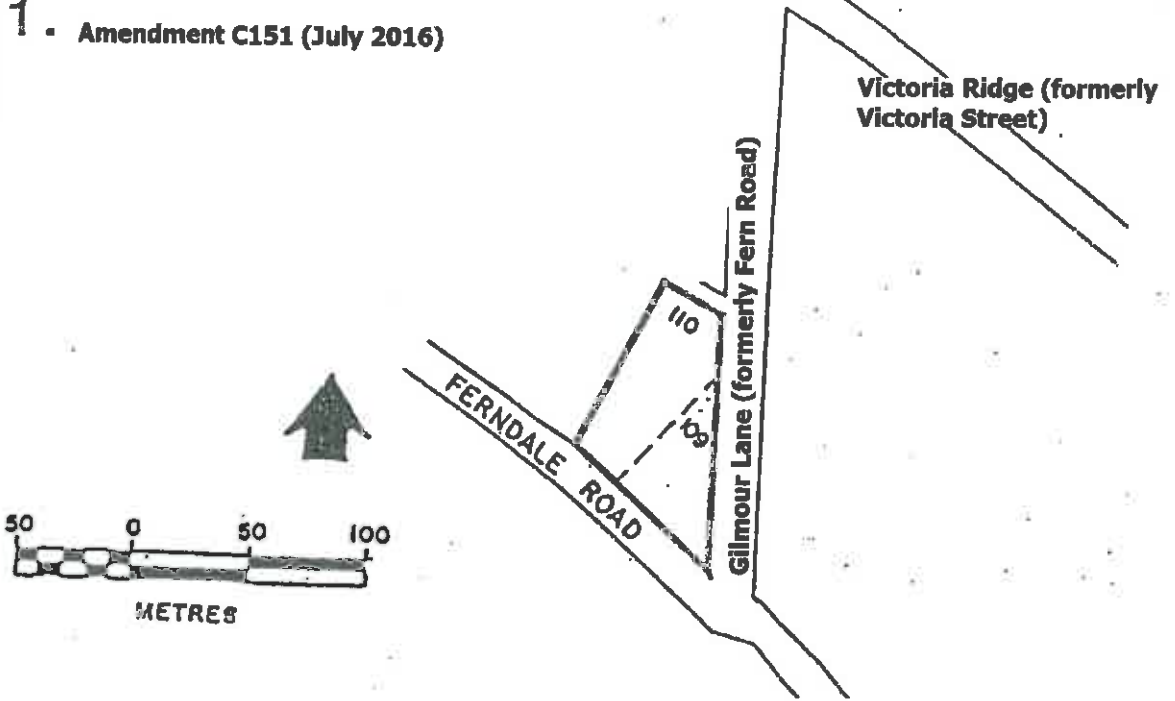 1 ▪ Amendment C151 (July 2016)
Victoria Ridge (formerly
Victoria Street)
Gilmour Lane (formerly Fern Road)
110
109
FERNDALE ROAD
50 0 50 100
METRES